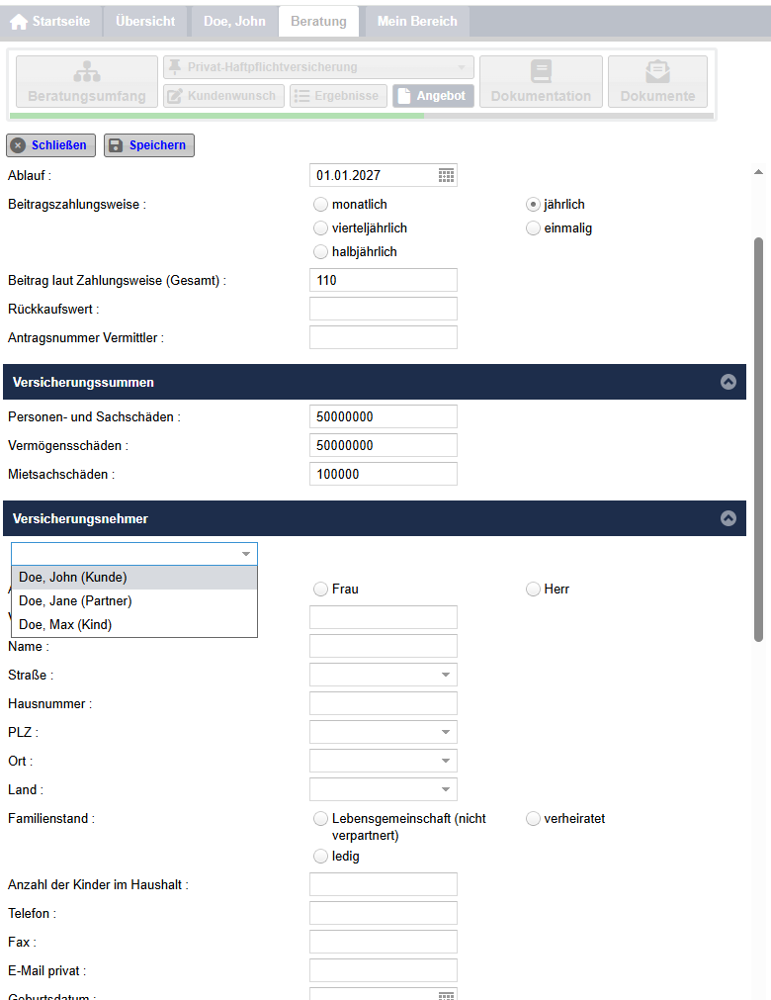 Startseite Übersicht Doe, John Beratung Mein Bereich
Privat-Haftpflichtversicherung
Beratungsumfang Kundenwunsch Ergebnisse Angebot Dokumentation Dokumente
Schließen Speichern
Ablauf : 01.01.2027
Beitragszahlungsweise : monatlich jährlich
vierteljährlich einmalig
halbjährlich
Beitrag laut Zahlungsweise (Gesamt) : 110
Rückkaufswert :
Antragsnummer Vermittler :
Versicherungssummen
Personen- und Sachschäden : 50000000
Vermögensschäden : 50000000
Mietsachschäden : 100000
Versicherungsnehmer
Doe, John (Kunde)
Frau Herr
Doe, Jane (Partner)
Doe, Max (Kind)
Name :
Straße :
Hausnummer :
PLZ :
Ort :
Land :
Familienstand : Lebensgemeinschaft (nicht verheiratet
verpartnert)
ledig
Anzahl der Kinder im Haushalt :
Telefon :
Fax :
E-Mail privat :
Geburtsdatum :